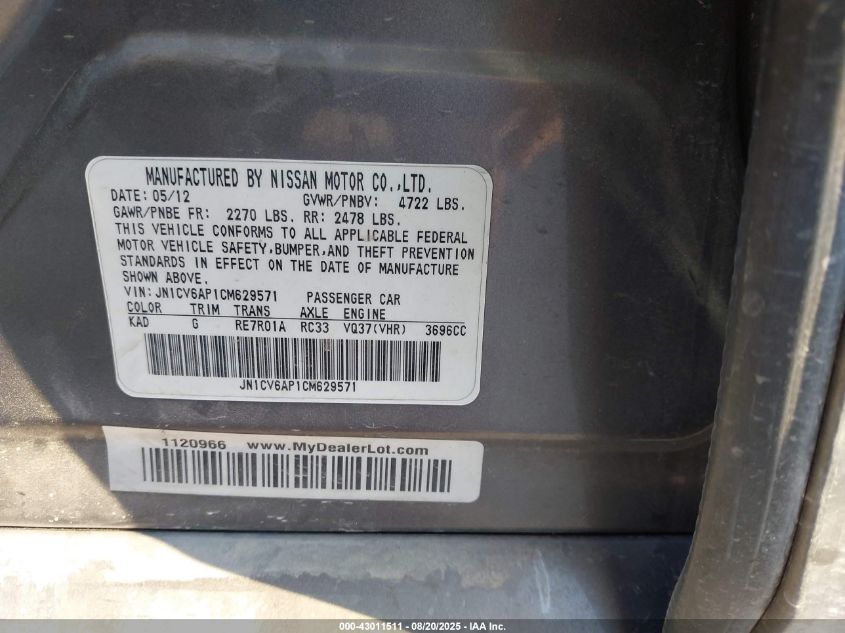 MANUFACTURED BY NISSAN MOTOR CO.,LTD.
DATE: 05/12 GVWR/PNBV: 4722 LBS.
GAWR/PNBE FR: 2270 LBS. RR: 2478 LBS.
THIS VEHICLE CONFORMS TO ALL APPLICABLE FEDERAL
MOTOR VEHICLE SAFETY,BUMPER,AND THEFT PREVENTION
STANDARDS IN EFFECT ON THE DATE OF MANUFACTURE
SHOWN ABOVE.
VIN: JN1CV6AP1CM629571 PASSENGER CAR
COLOR TRIM TRANS AXLE ENGINE
KAD G RE7R01A RC33 VQ37(VHR) 3696CC
JN1CV6AP1CM629571
1120966 www.MyDealerLot.com
000-43011511 - 08/20/2025 - IAA Inc.